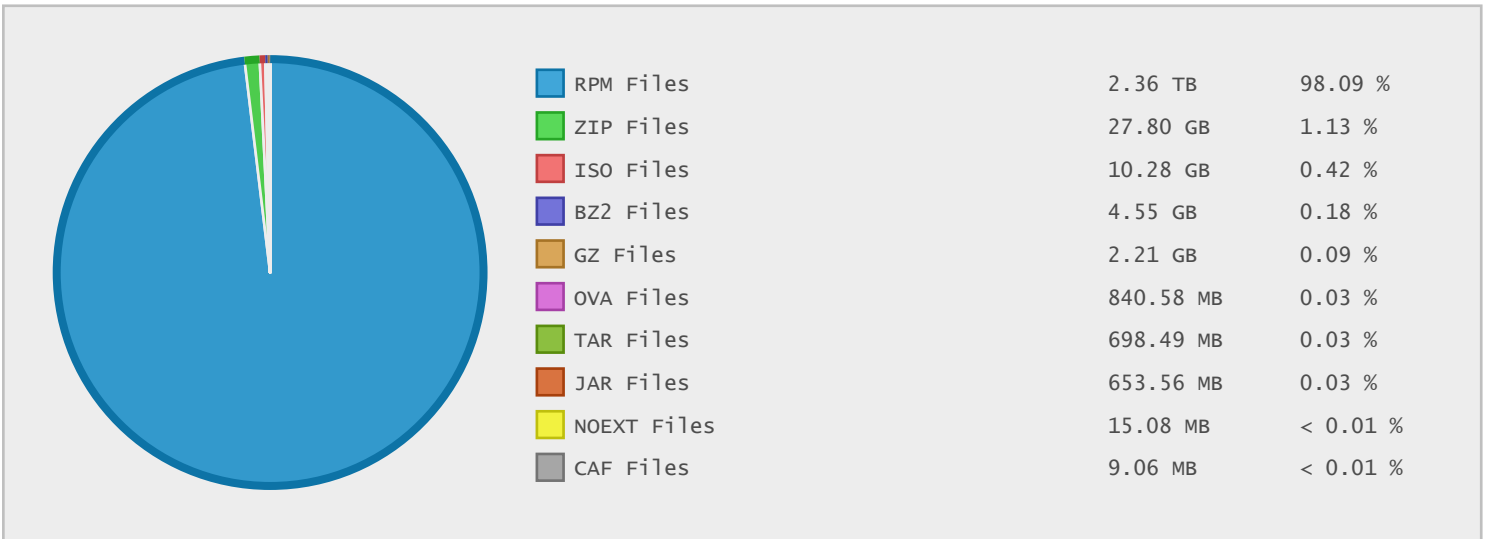 RPM Files 2.36 TB 98.09 %
ZIP Files 27.80 GB 1.13 %
ISO Files 10.28 GB 0.42 %
BZ2 Files 4.55 GB 0.18 %
GZ Files 2.21 GB 0.09 %
OVA Files 840.58 MB 0.03 %
TAR Files 698.49 MB 0.03 %
JAR Files 653.56 MB 0.03 %
NOEXT Files 15.08 MB < 0.01 %
CAF Files 9.06 MB < 0.01 %